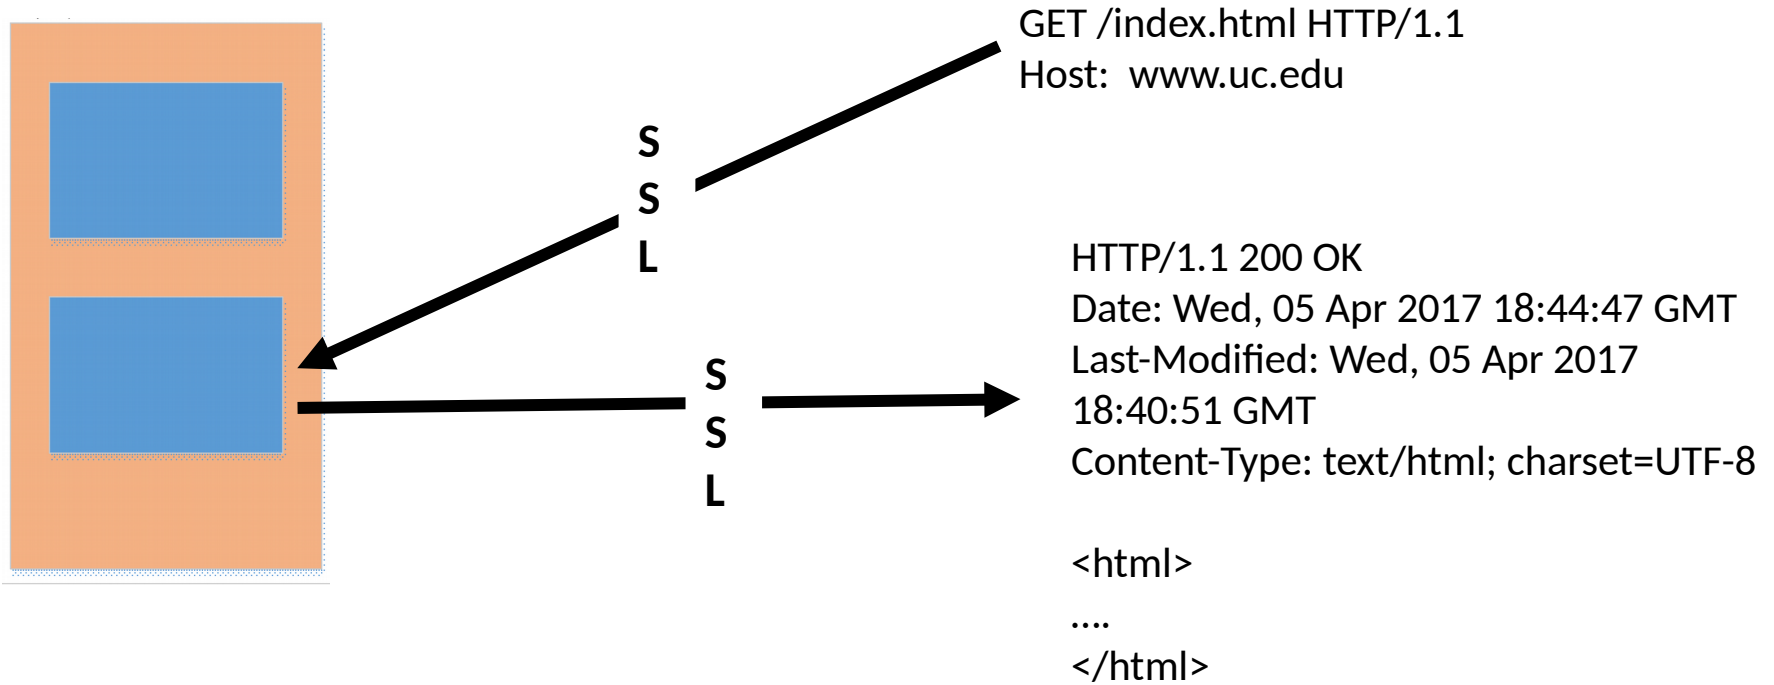 GET /index.html HTTP/1.1
Host:  www.uc.edu
S
S
L
HTTP/1.1 200 OK
Date: Wed, 05 Apr 2017 18:44:47 GMT
Last-Modified: Wed, 05 Apr 2017
18:40:51 GMT
Content-Type: text/html; charset=UTF-8
S
S
L
<html>
....
</html>